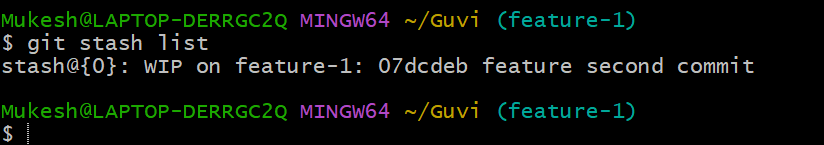 Mukesh@LAPTOP-DERRGC2Q MINGW64 ~/Guvi (feature-1)
$ git stash list
stash@{0}: WIP on feature-1: 07dcdeb feature second commit
Mukesh@LAPTOP-DERRGC2Q MINGW64 ~/Guvi (feature-1)
$